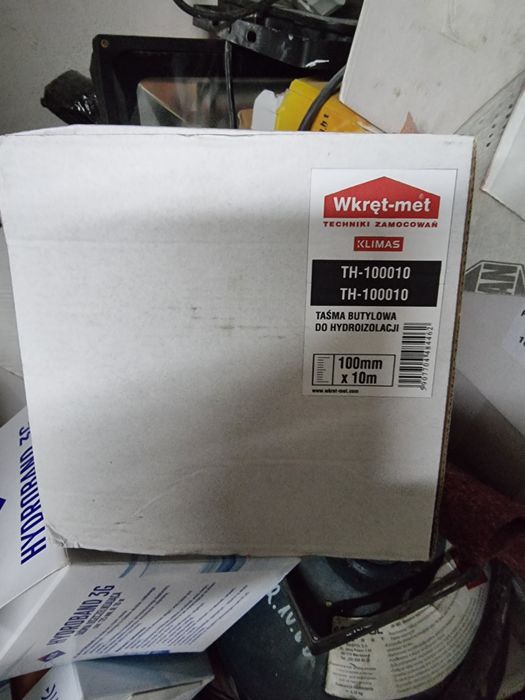 Wkręt-met
TECHNIKI ZAMOCOWAŃ
KLIMAS
TH-100010
TH-100010
TAŚMA BUTYLOWA
DO HYDROIZOLACJI
100mm
x 10m
www.wkret-met.com
5907704484462
HYDROBAND 3G
HYDROBAND 3G